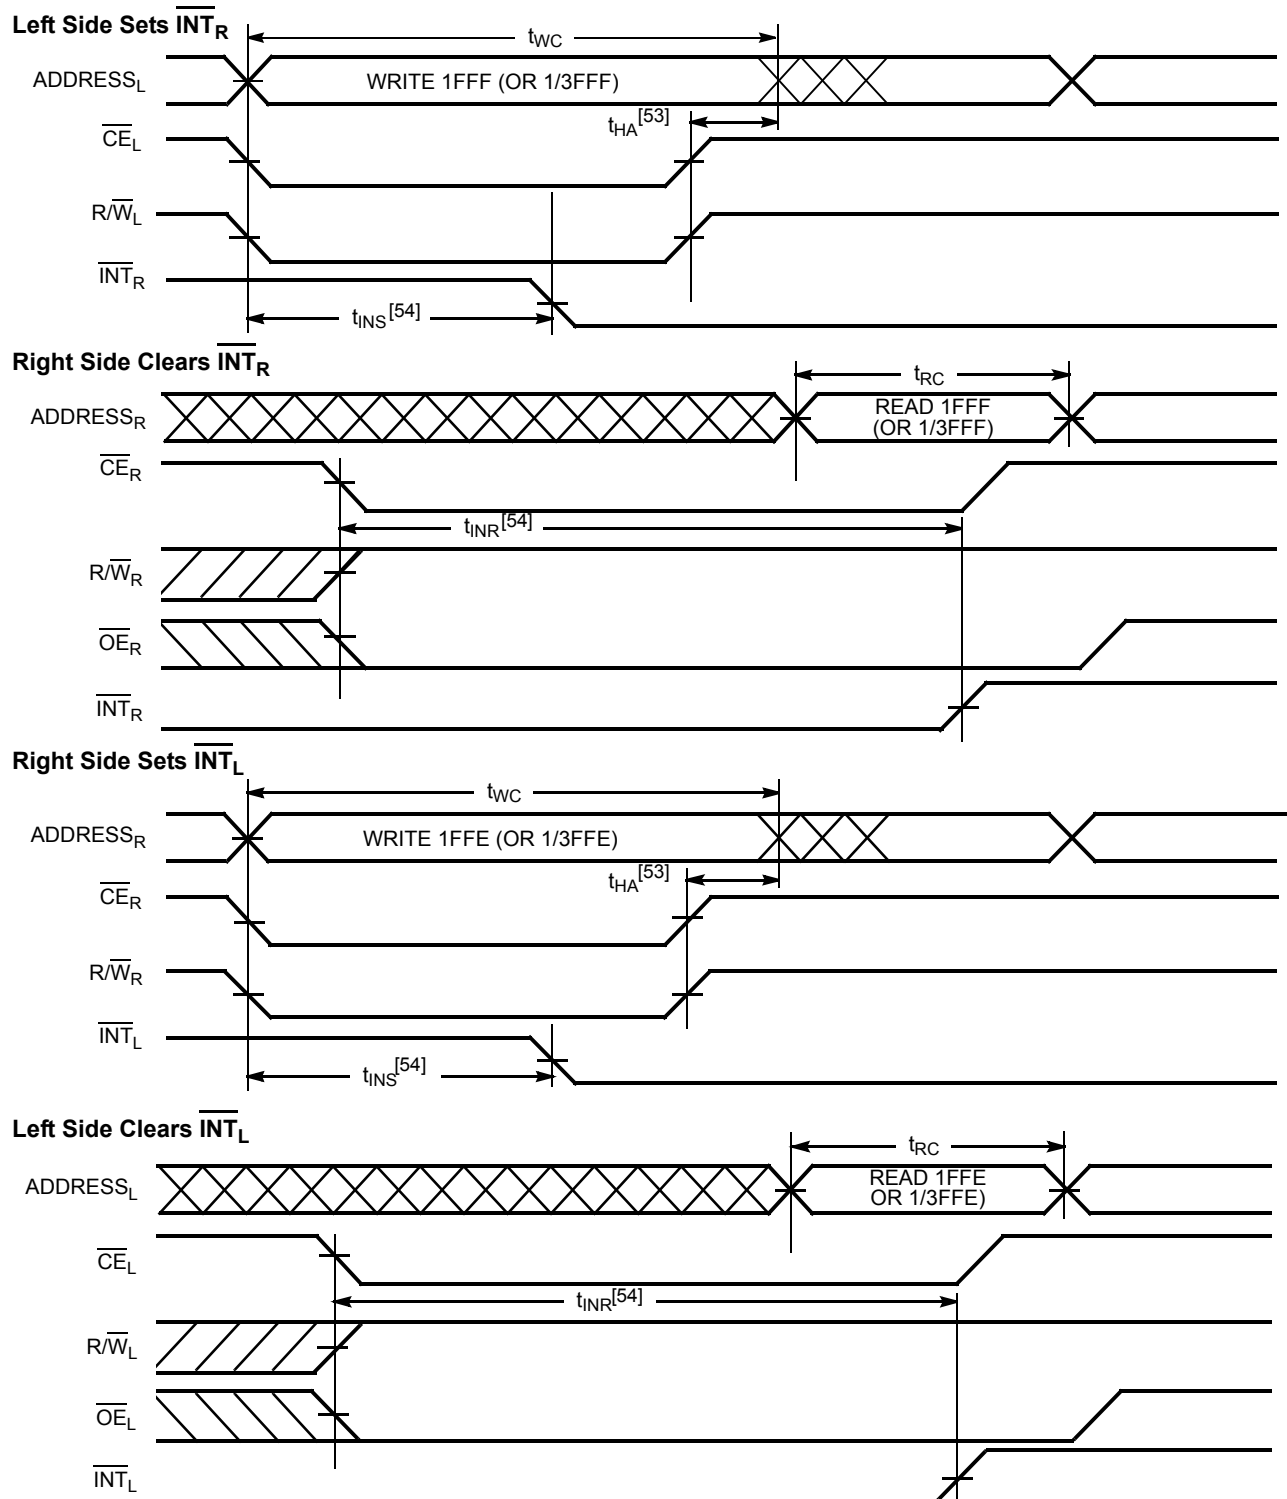 Left Side Sets INT̅R
tWC
ADDRESSL
WRITE 1FFF (OR 1/3FFF)
tHA[53]
CEL
R/WL
INTR
tINS[54]
Right Side Clears INTR
tRC
ADDRESSR
READ 1FFF
(OR 1/3FFF)
CER
tINR[54]
R/WR
OER
INTR
Right Side Sets INTL
tWC
ADDRESSR
WRITE 1FFE (OR 1/3FFE)
tHA[53]
CER
R/WR
INTL
tINS[54]
Left Side Clears INTL
tRC
ADDRESSL
READ 1FFE
OR 1/3FFE)
CEL
tINR[54]
R/WL
OEL
INTL